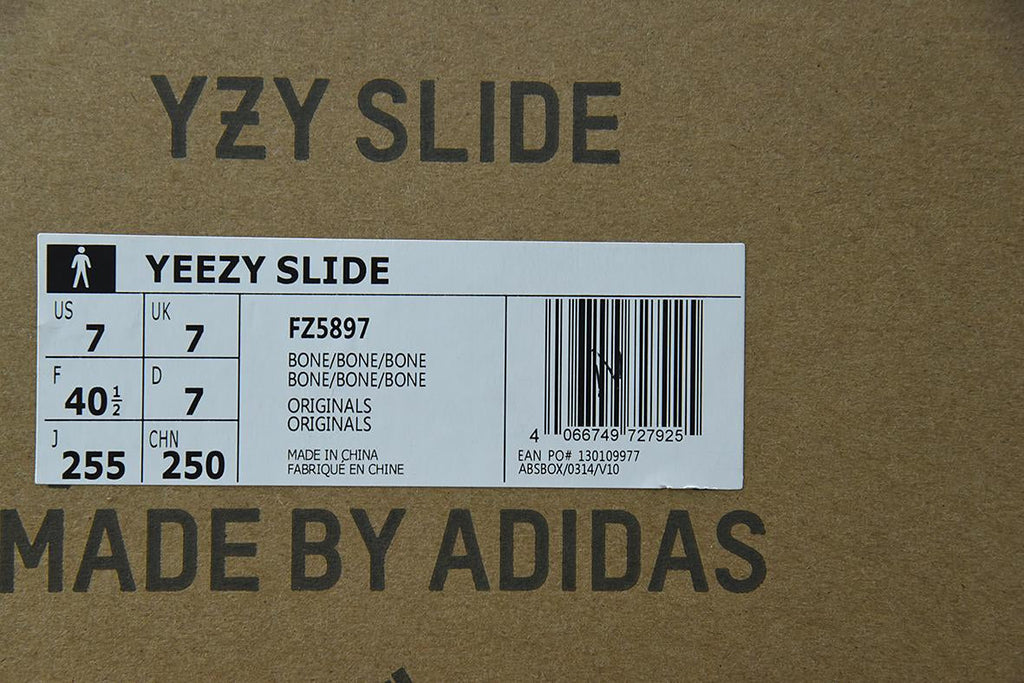 YZY SLIDE
YEEZY SLIDE
US 7 UK 7
F 40½ D 7
J 255 CHN 250
FZ5897
BONE/BONE/BONE
BONE/BONE/BONE
ORIGINALS
ORIGINALS
MADE IN CHINA
FABRIQUÉ EN CHINE
4 066749 727925
EAN PO# 130109977
ABSBOX/0314/V10
MADE BY ADIDAS